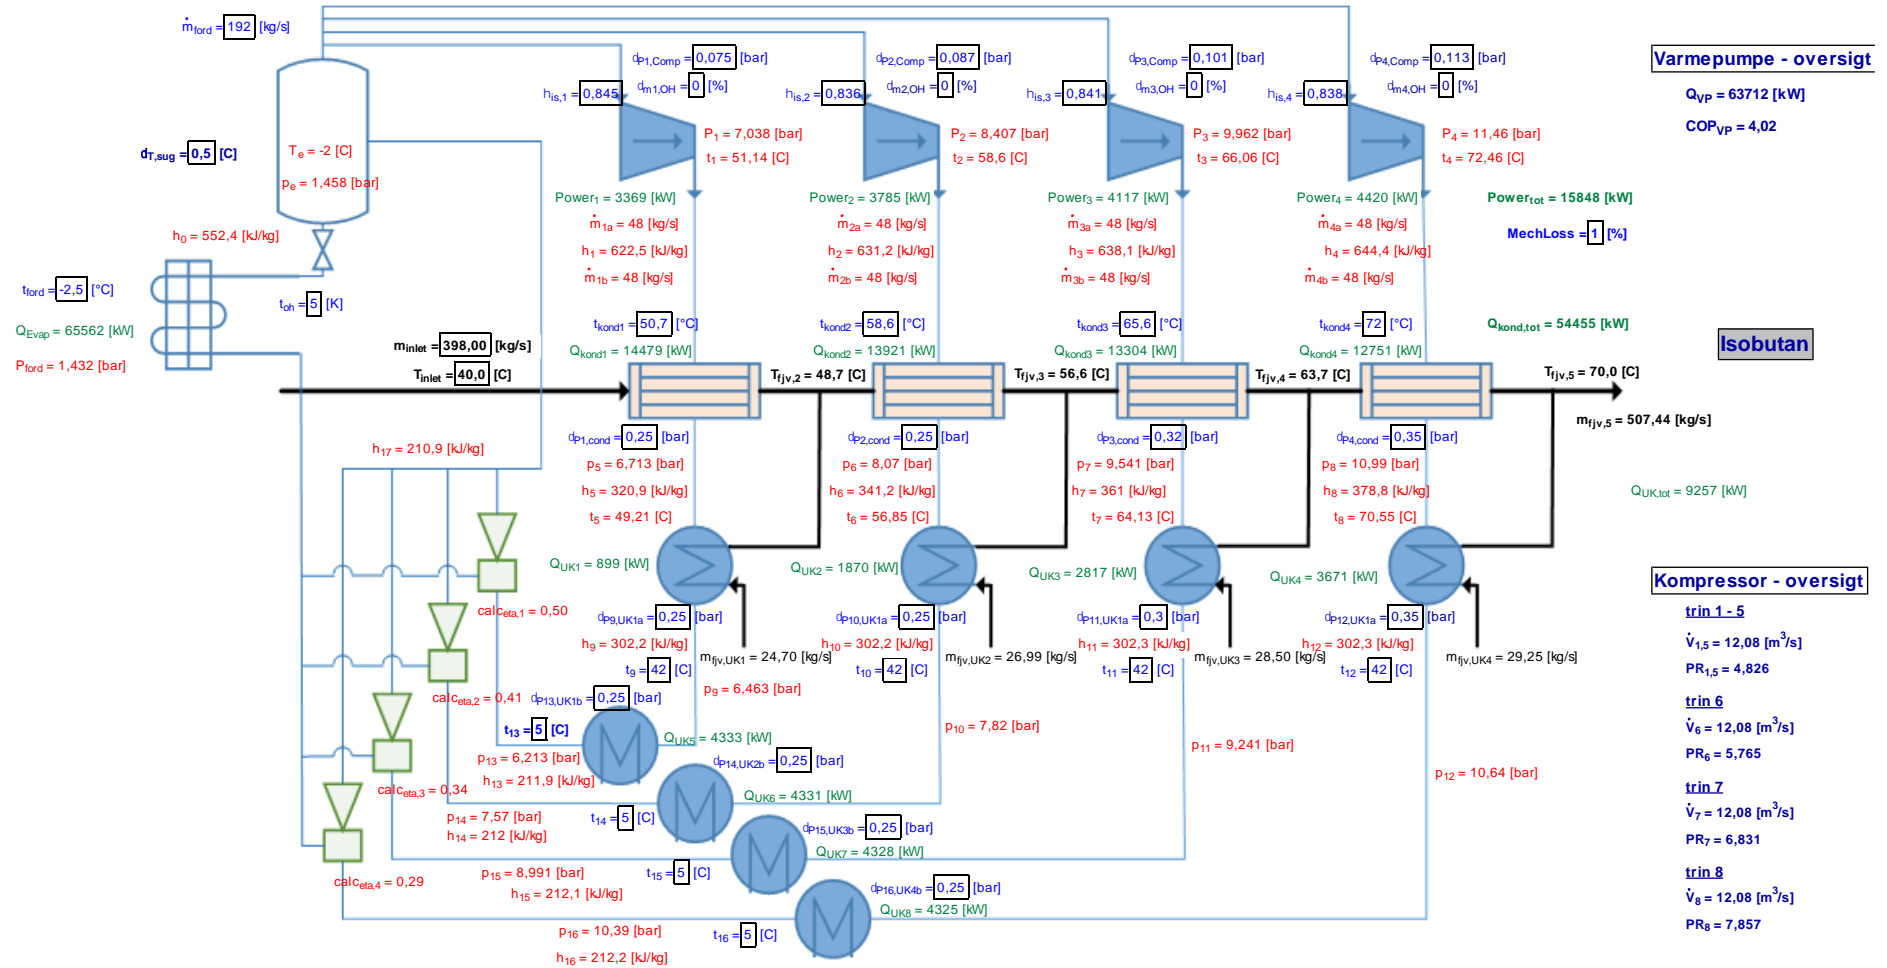 ṁford = 192 [kg/s]
dT,sug = 0,5 [C]
Te = -2 [C]
pe = 1,458 [bar]
h0 = 552,4 [kJ/kg]
tford = -2,5 [°C]
toh = 5 [K]
QEvap = 65562 [kW]
Pford = 1,432 [bar]
minlet = 398,00 [kg/s]
Tinlet = 40,0 [C]
dP1,Comp = 0,075 [bar]
dm1,OH = 0 [%]
his,1 = 0,845
P1 = 7,038 [bar]
t1 = 51,14 [C]
Power1 = 3369 [kW]
ṁ1a = 48 [kg/s]
h1 = 622,5 [kJ/kg]
ṁ1b = 48 [kg/s]
tkond1 = 50,7 [°C]
Qkond1 = 14479 [kW]
dP2,Comp = 0,087 [bar]
dm2,OH = 0 [%]
his,2 = 0,836
P2 = 8,407 [bar]
t2 = 58,6 [C]
Power2 = 3785 [kW]
ṁ2a = 48 [kg/s]
h2 = 631,2 [kJ/kg]
ṁ2b = 48 [kg/s]
tkond2 = 58,6 [°C]
Qkond2 = 13921 [kW]
dP3,Comp = 0,101 [bar]
dm3,OH = 0 [%]
his,3 = 0,841
P3 = 9,962 [bar]
t3 = 66,06 [C]
Power3 = 4117 [kW]
ṁ3a = 48 [kg/s]
h3 = 638,1 [kJ/kg]
ṁ3b = 48 [kg/s]
tkond3 = 65,6 [°C]
Qkond3 = 13304 [kW]
dP4,Comp = 0,113 [bar]
dm4,OH = 0 [%]
his,4 = 0,838
P4 = 11,46 [bar]
t4 = 72,46 [C]
Power4 = 4420 [kW]
ṁ4a = 48 [kg/s]
h4 = 644,4 [kJ/kg]
ṁ4b = 48 [kg/s]
tkond4 = 72 [°C]
Qkond4 = 12751 [kW]
Varmepumpe - oversigt
QVP = 63712 [kW]
COPVP = 4,02
Powertot = 15848 [kW]
MechLoss = 1 [%]
Qkond,tot = 54455 [kW]
Isobutan
Tfjv,2 = 48,7 [C]
Tfjv,3 = 56,6 [C]
Tfjv,4 = 63,7 [C]
Tfjv,5 = 70,0 [C]
mfjv,5 = 507,44 [kg/s]
QUK,tot = 9257 [kW]
h17 = 210,9 [kJ/kg]
dP1,cond = 0,25 [bar]
p5 = 6,713 [bar]
h5 = 320,9 [kJ/kg]
t5 = 49,21 [C]
QUK1 = 899 [kW]
dP9,UK1a = 0,25 [bar]
h9 = 302,2 [kJ/kg]
mfjv,UK1 = 24,70 [kg/s]
t9 = 42 [C]
p9 = 6,463 [bar]
dP2,cond = 0,25 [bar]
p6 = 8,07 [bar]
h6 = 341,2 [kJ/kg]
t6 = 56,85 [C]
QUK2 = 1870 [kW]
dP10,UK1a = 0,25 [bar]
h10 = 302,2 [kJ/kg]
mfjv,UK2 = 26,99 [kg/s]
t10 = 42 [C]
p10 = 7,82 [bar]
dP3,cond = 0,32 [bar]
p7 = 9,541 [bar]
h7 = 361 [kJ/kg]
t7 = 64,13 [C]
QUK3 = 2817 [kW]
dP11,UK1a = 0,3 [bar]
h11 = 302,3 [kJ/kg]
mfjv,UK3 = 28,50 [kg/s]
t11 = 42 [C]
p11 = 9,241 [bar]
dP4,cond = 0,35 [bar]
p8 = 10,99 [bar]
h8 = 378,8 [kJ/kg]
t8 = 70,55 [C]
QUK4 = 3671 [kW]
dP12,UK1a = 0,35 [bar]
h12 = 302,3 [kJ/kg]
mfjv,UK4 = 29,25 [kg/s]
t12 = 42 [C]
p12 = 10,64 [bar]
calceta,1 = 0,50
calceta,2 = 0,41
calceta,3 = 0,34
calceta,4 = 0,29
dP13,UK1b = 0,25 [bar]
t13 = 5 [C]
QUK5 = 4333 [kW]
p13 = 6,213 [bar]
h13 = 211,9 [kJ/kg]
dP14,UK2b = 0,25 [bar]
QUK6 = 4331 [kW]
p14 = 7,57 [bar]
t14 = 5 [C]
h14 = 212 [kJ/kg]
dP15,UK3b = 0,25 [bar]
QUK7 = 4328 [kW]
p15 = 8,991 [bar]
t15 = 5 [C]
h15 = 212,1 [kJ/kg]
dP16,UK4b = 0,25 [bar]
QUK8 = 4325 [kW]
p16 = 10,39 [bar]
t16 = 5 [C]
h16 = 212,2 [kJ/kg]
Kompressor - oversigt
trin 1 - 5
V̇1,5 = 12,08 [m³/s]
PR1,5 = 4,826
trin 6
V̇6 = 12,08 [m³/s]
PR6 = 5,765
trin 7
V̇7 = 12,08 [m³/s]
PR7 = 6,831
trin 8
V̇8 = 12,08 [m³/s]
PR8 = 7,857